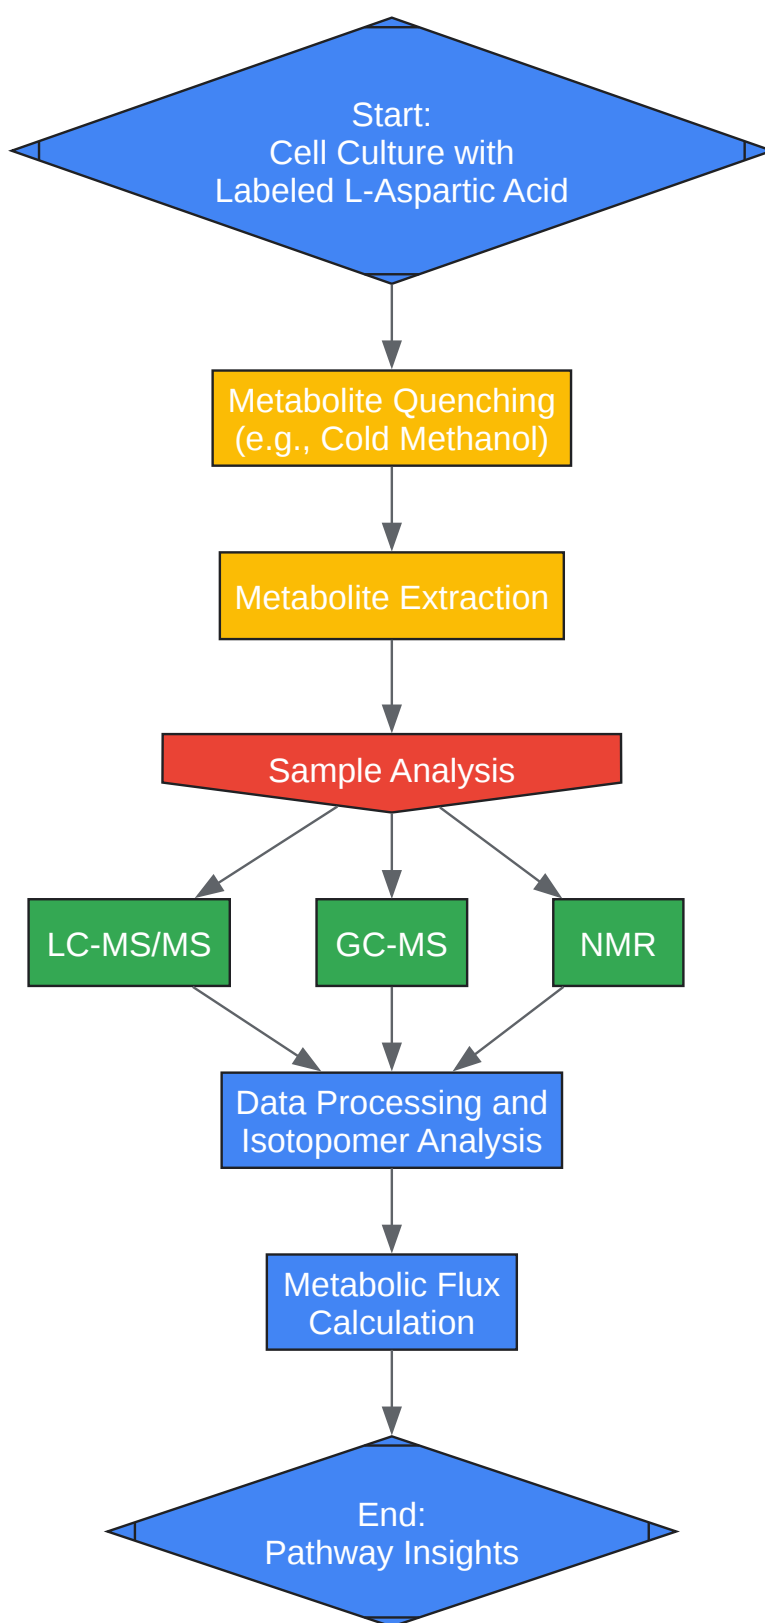 Start:
Cell Culture with
Labeled L-Aspartic Acid
Metabolite Quenching
(e.g., Cold Methanol)
Metabolite Extraction
Sample Analysis
LC-MS/MS
GC-MS
NMR
Data Processing and
Isotopomer Analysis
Metabolic Flux
Calculation
End:
Pathway Insights